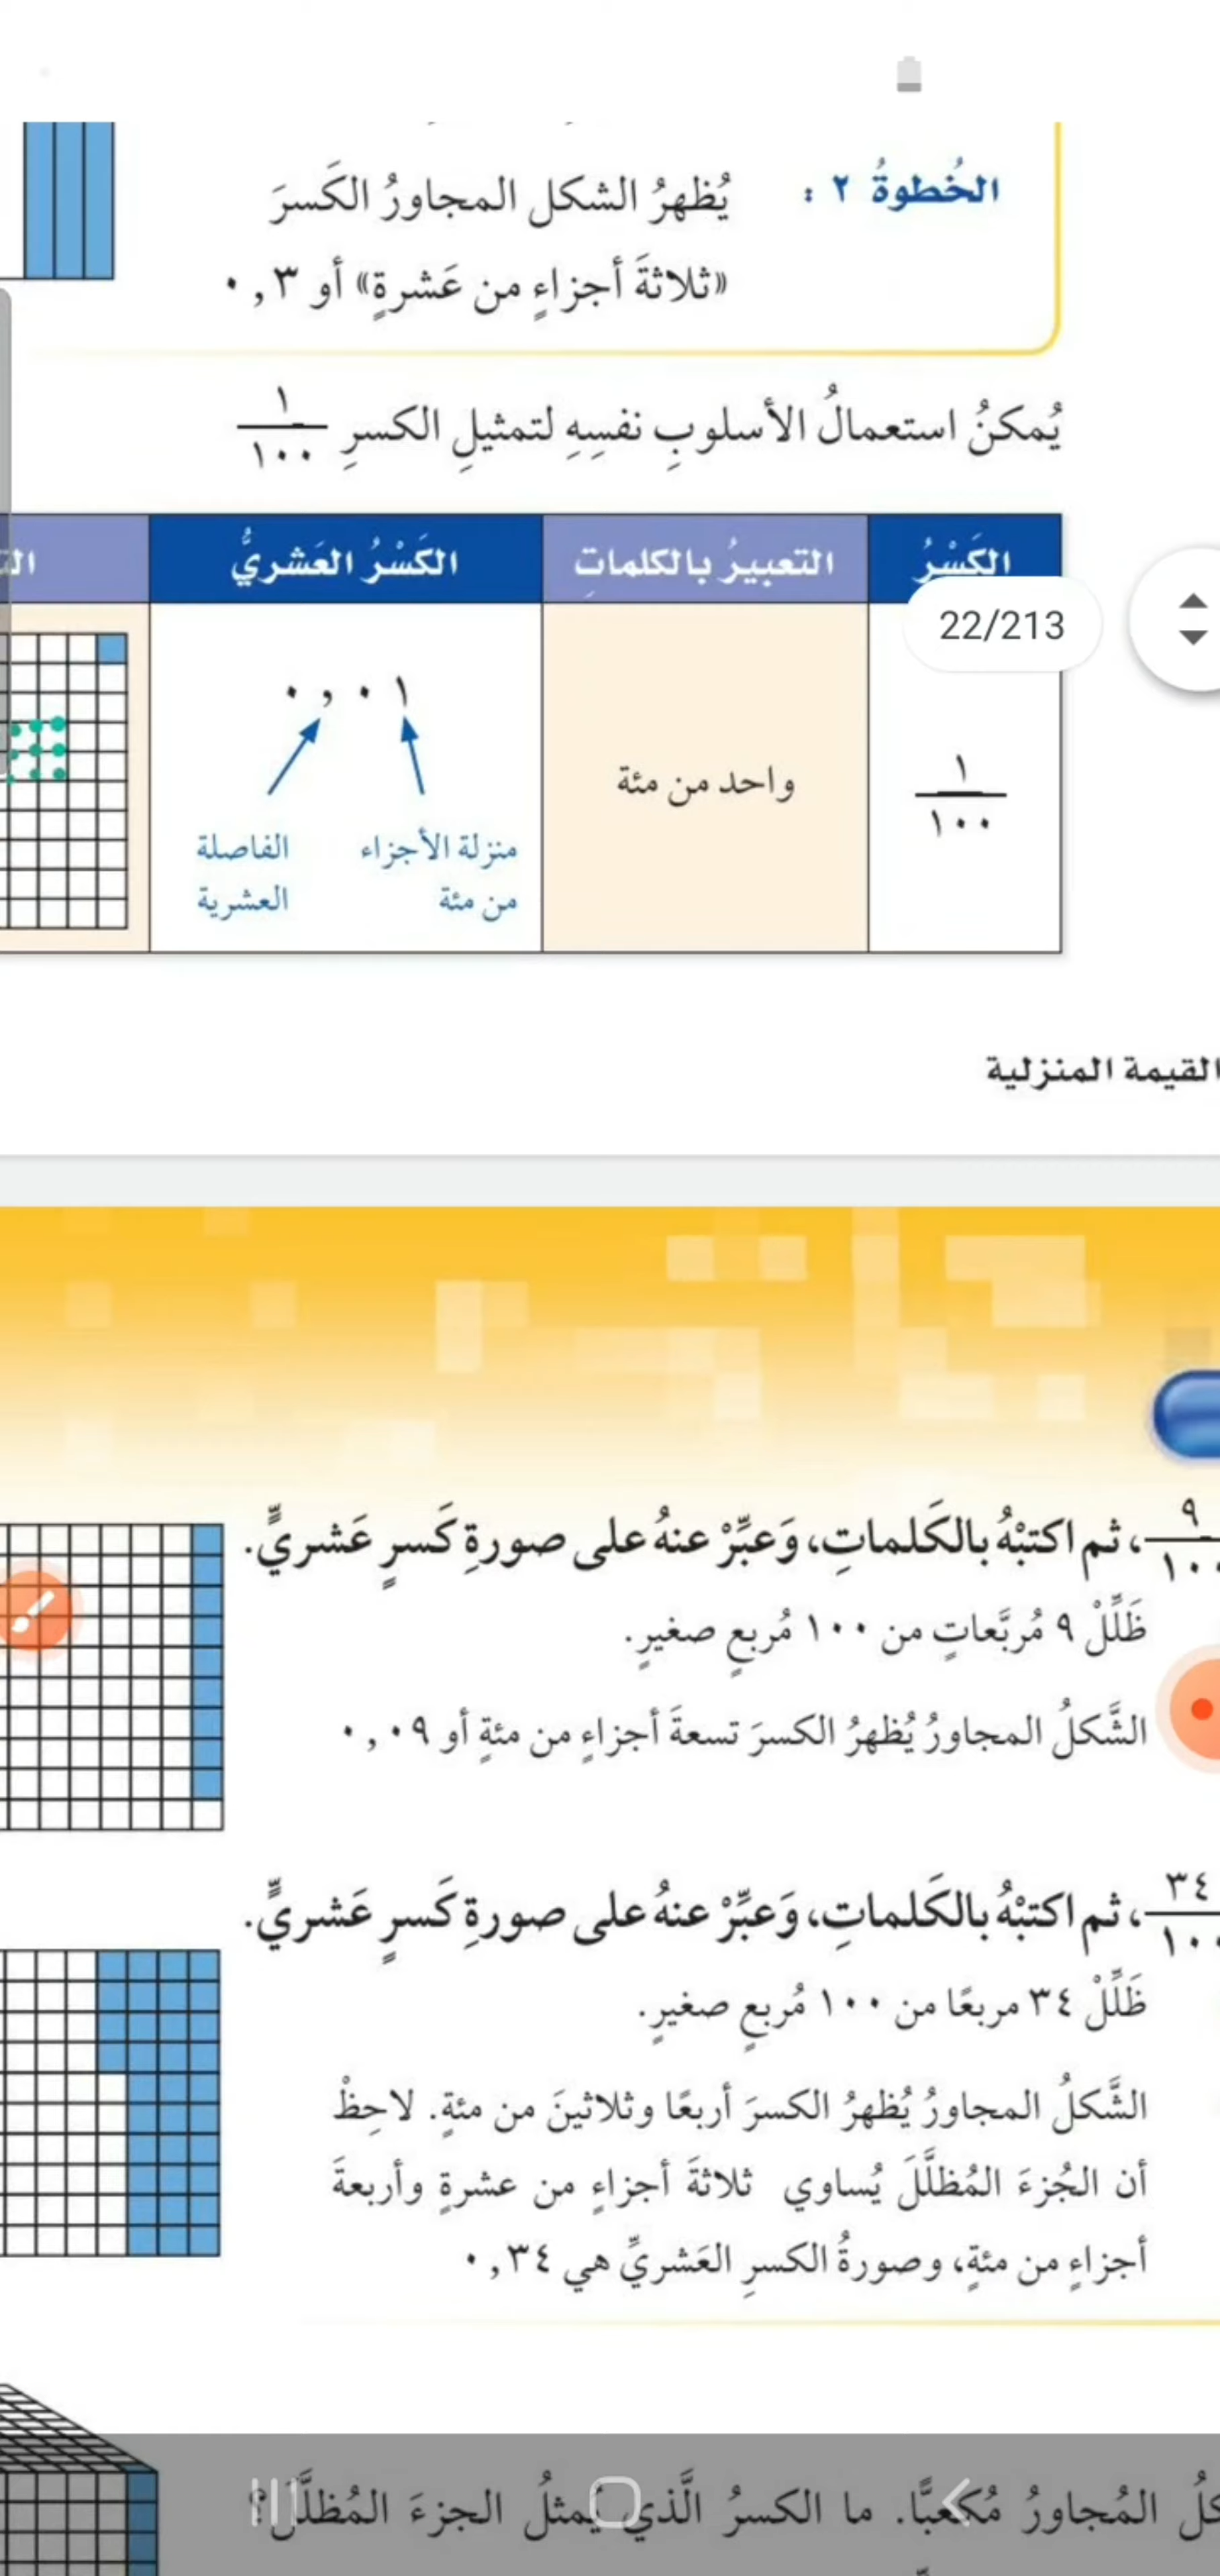 الخُطوةُ ٢ : يُظهرُ الشكل المجاورُ الكَسرَ
«ثلاثةَ أجزاءٍ من عَشرةٍ» أو ٠,٣
يُمكنُ استعمالُ الأسلوبِ نفسِهِ لتمثيلِ الكسرِ ١/١٠٠
الكَسْرُ التعبيرُ بالكلماتِ الكَسْرُ العَشريُّ
22/213
٠,٠١
١/١٠٠ واحد من مئة
منزلة الأجزاء الفاصلة
من مئة العشرية
القيمة المنزلية
٩/١٠٠، ثم اكتبْهُ بالكَلماتِ، وَعبِّرْ عنهُ على صورةِ كَسرٍ عَشريٍّ.
ظَلِّلْ ٩ مُربَّعاتٍ من ١٠٠ مُربعٍ صغيرٍ.
الشَّكلُ المجاورُ يُظهرُ الكسرَ تسعةَ أجزاءٍ من مئةٍ أو ٠,٠٩
٣٤/١٠٠، ثم اكتبْهُ بالكَلماتِ، وَعبِّرْ عنهُ على صورةِ كَسرٍ عَشريٍّ.
ظَلِّلْ ٣٤ مربعًا من ١٠٠ مُربعٍ صغيرٍ.
الشَّكلُ المجاورُ يُظهرُ الكسرَ أربعًا وثلاثينَ من مئةٍ. لاحِظْ
أن الجُزءَ المُظلَّلَ يُساوي ثلاثةَ أجزاءٍ من عشرةٍ وأربعةَ
أجزاءٍ من مئةٍ، وصورةُ الكسرِ العَشريِّ هي ٠,٣٤
المُجاورُ مُكعبًّا. ما الكسرُ الَّذي يُمثلُ الجزءَ المُظلَّلَ؟